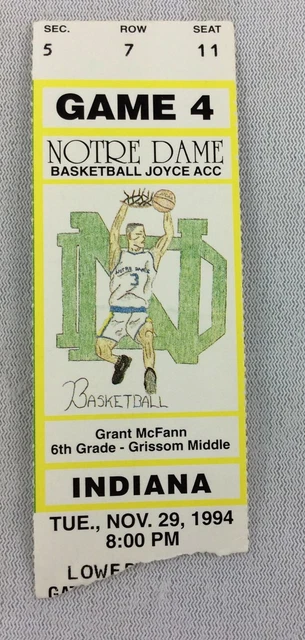 SEC. ROW SEAT
5 7 11
GAME 4
NOTRE DAME
BASKETBALL JOYCE ACC
ND
NOTRE DAME
3
BASKETBALL
Grant McFann
6th Grade - Grissom Middle
INDIANA
TUE., NOV. 29, 1994
8:00 PM